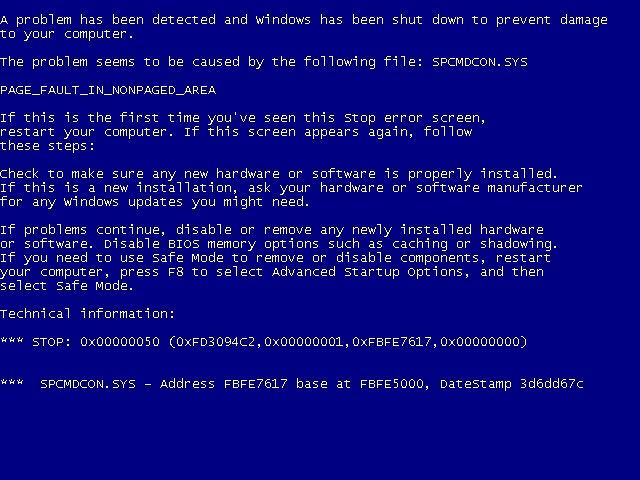 A problem has been detected and Windows has been shut down to prevent damage
to your computer.
The problem seems to be caused by the following file: SPCMDCON.SYS
PAGE_FAULT_IN_NONPAGED_AREA
If this is the first time you've seen this Stop error screen,
restart your computer. If this screen appears again, follow
these steps:
Check to make sure any new hardware or software is properly installed.
If this is a new installation, ask your hardware or software manufacturer
for any Windows updates you might need.
If problems continue, disable or remove any newly installed hardware
or software. Disable BIOS memory options such as caching or shadowing.
If you need to use Safe Mode to remove or disable components, restart
your computer, press F8 to select Advanced Startup Options, and then
select Safe Mode.
Technical information:
*** STOP: 0x00000050 (0xFD3094C2,0x00000001,0xFBFE7617,0x00000000)
*** SPCMDCON.SYS - Address FBFE7617 base at FBFE5000, DateStamp 3d6dd67c